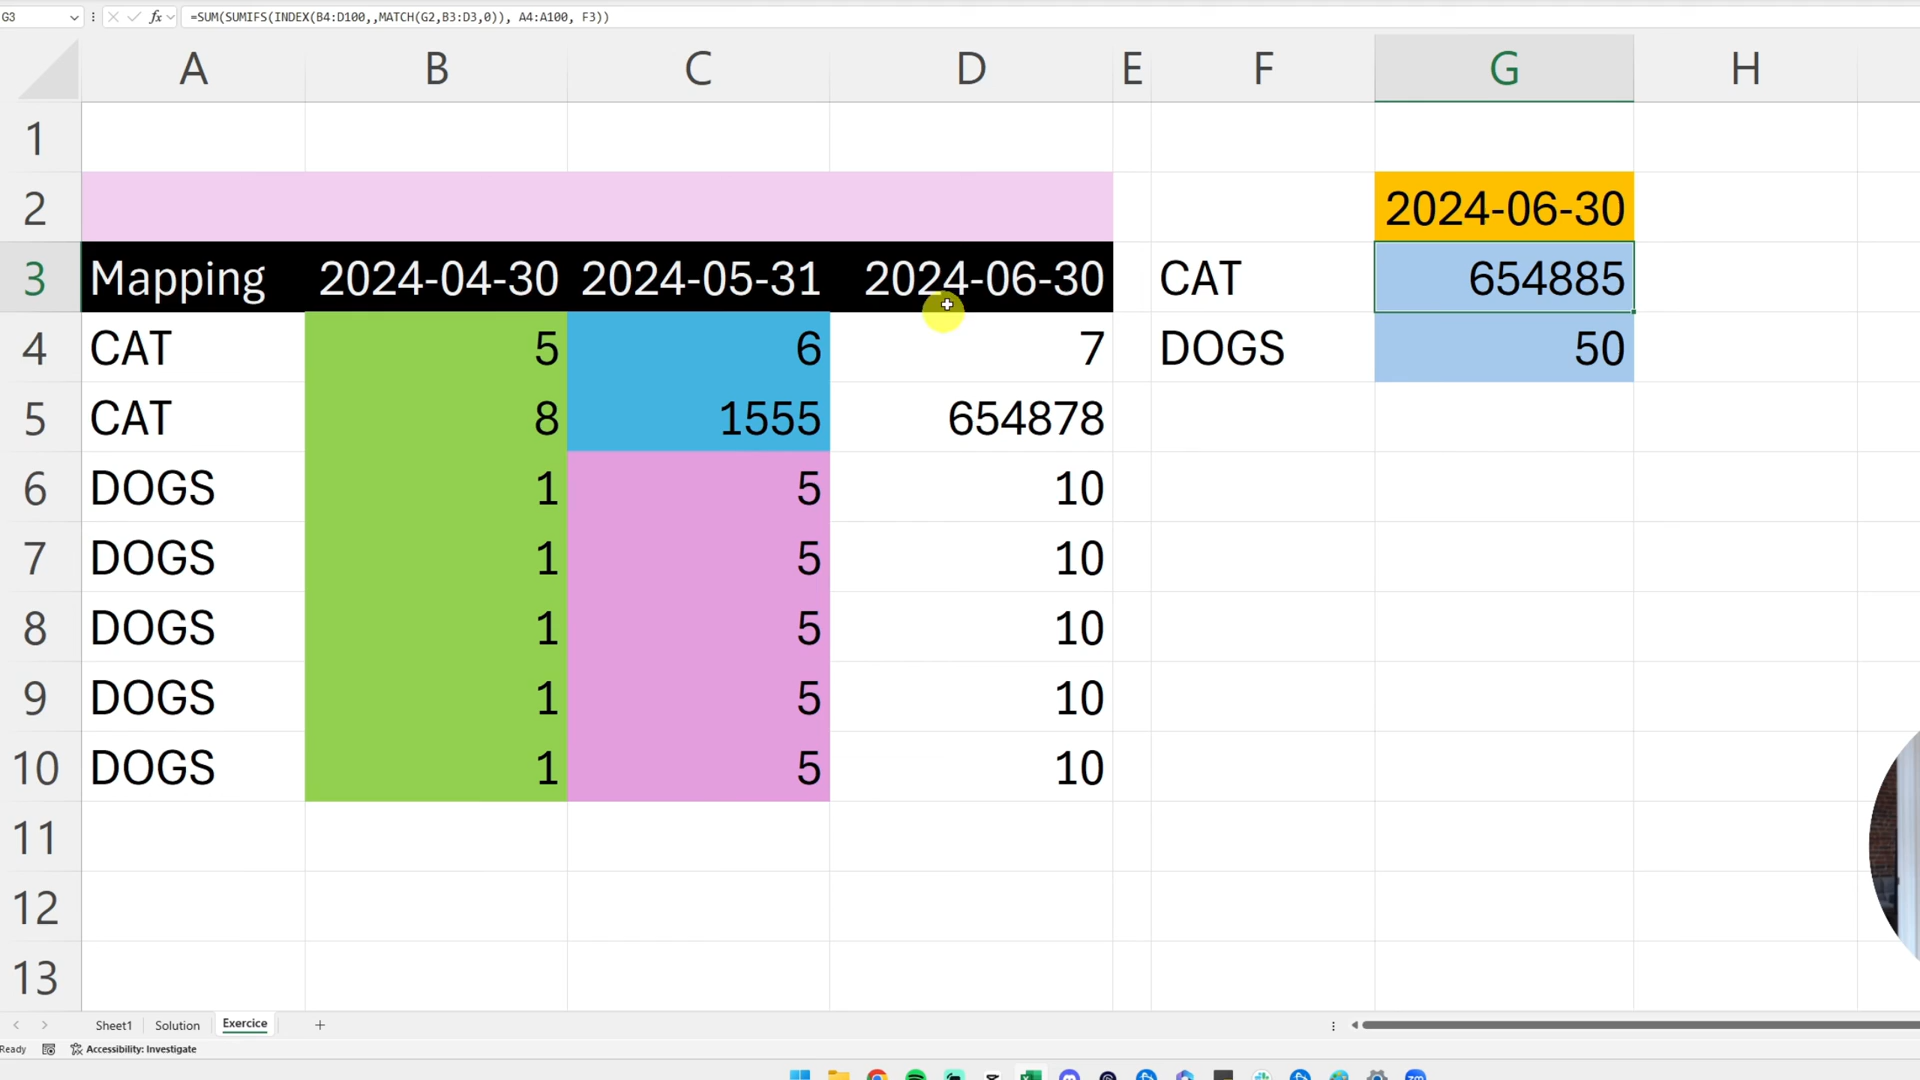 G3 fx =SUM(SUMIFS(INDEX(B4:D100,,MATCH(G2,B3:D3,0)), A4:A100, F3))
A B C D E F G H
1
2 2024-06-30
3 Mapping 2024-04-30 2024-05-31 2024-06-30 CAT 654885
4 CAT 5 6 7 DOGS 50
5 CAT 8 1555 654878
6 DOGS 1 5 10
7 DOGS 1 5 10
8 DOGS 1 5 10
9 DOGS 1 5 10
10 DOGS 1 5 10
11
12
13
Sheet1 Solution Exercice +
Ready Accessibility: Investigate
zm